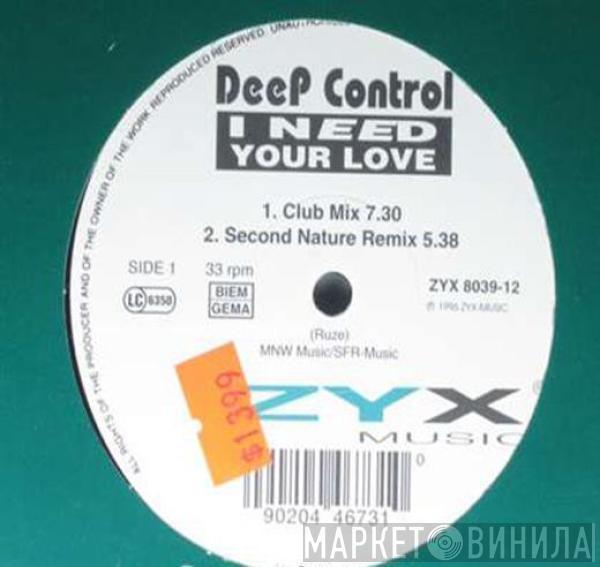 ALL RIGHTS OF THE PRODUCER AND OF THE OWNER OF THE WORK REPRODUCED RESERVED. UNAUTHORI
DeeP Control
I NEED
YOUR LOVE
1. Club Mix 7.30
2. Second Nature Remix 5.38
SIDE 1 33 rpm
ZYX 8039-12
LC 6350
BIEM
GEMA
℗ 1996 ZYX-MUSIC
(Ruze)
MNW Music/SFR-Music
$13.99
ZYX
MUSIC
0
90204 46731
МАРКЕТ ВИНИЛА